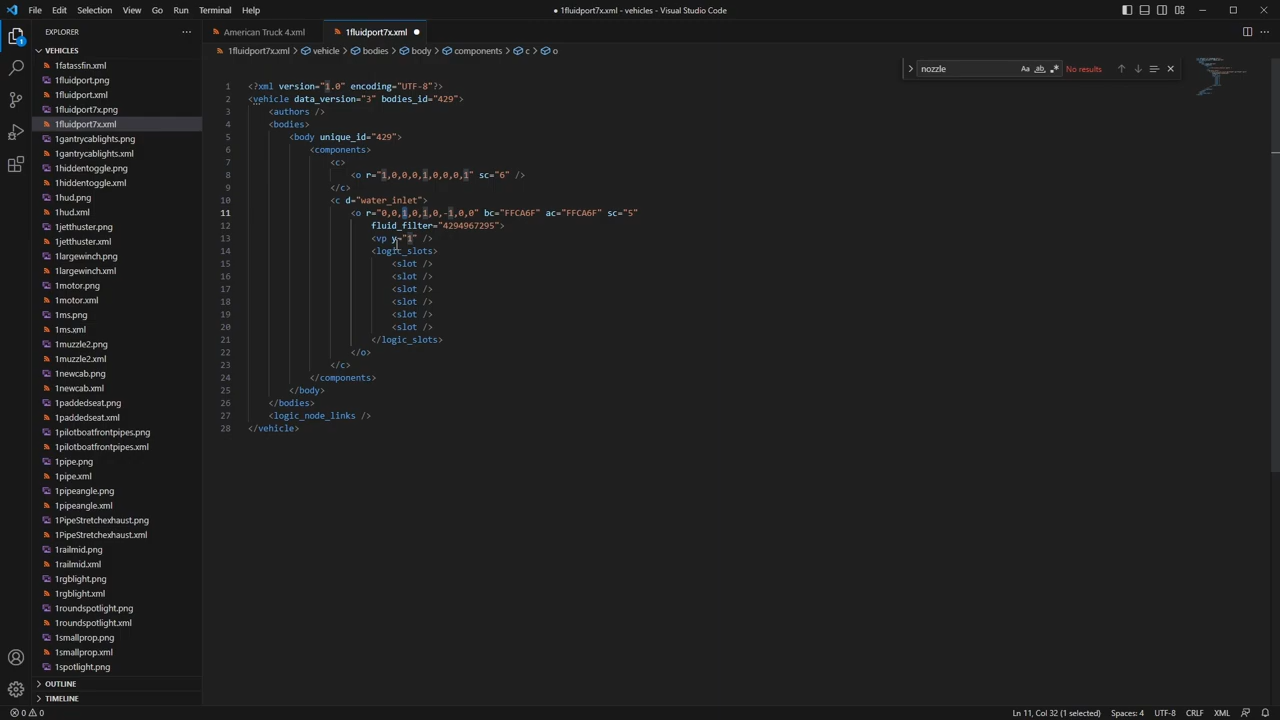 File Edit Selection View Go Run Terminal Help
1fluidport7x.xml - vehicles - Visual Studio Code
EXPLORER
VEHICLES
1fatassfin.xml
1fluidport.png
1fluidport.xml
1fluidport7x.png
1fluidport7x.xml
1gantrycablights.png
1gantrycablights.xml
1hiddentoggle.png
1hiddentoggle.xml
1hud.png
1hud.xml
1jetthuster.png
1jetthuster.xml
1largewinch.png
1largewinch.xml
1motor.png
1motor.xml
1ms.png
1ms.xml
1muzzle2.png
1muzzle2.xml
1newcab.png
1newcab.xml
1paddedseat.png
1paddedseat.xml
1pilotboatfrontpipes.png
1pilotboatfrontpipes.xml
1pipe.png
1pipe.xml
1pipeangle.png
1pipeangle.xml
1PipeStretchexhaust.png
1PipeStretchexhaust.xml
1railmid.png
1railmid.xml
1rgblight.png
1rgblight.xml
1roundspotlight.png
1roundspotlight.xml
1smallprop.png
1smallprop.xml
1spotlight.png
OUTLINE
TIMELINE
American Truck 4.xml
1fluidport7x.xml
1fluidport7x.xml > vehicle > bodies > body > components > c > o
nozzle Aa ab No results
1 <?xml version="1.0" encoding="UTF-8"?>
2 <vehicle data_version="3" bodies_id="429">
3 <authors />
4 <bodies>
5 <body unique_id="429">
6 <components>
7 <c>
8 <o r="1,0,0,0,1,0,0,0,1" sc="6" />
9 </c>
10 <c d="water_inlet">
11 <o r="0,0,1,0,1,0,-1,0,0" bc="FFCA6F" ac="FFCA6F" sc="5"
12 fluid_filter="4294967295">
13 <vp y="1" />
14 <logic_slots>
15 <slot />
16 <slot />
17 <slot />
18 <slot />
19 <slot />
20 <slot />
21 </logic_slots>
22 </o>
23 </c>
24 </components>
25 </body>
26 </bodies>
27 <logic_node_links />
28 </vehicle>
0 0
Ln 11, Col 32 (1 selected) Spaces: 4 UTF-8 CRLF XML